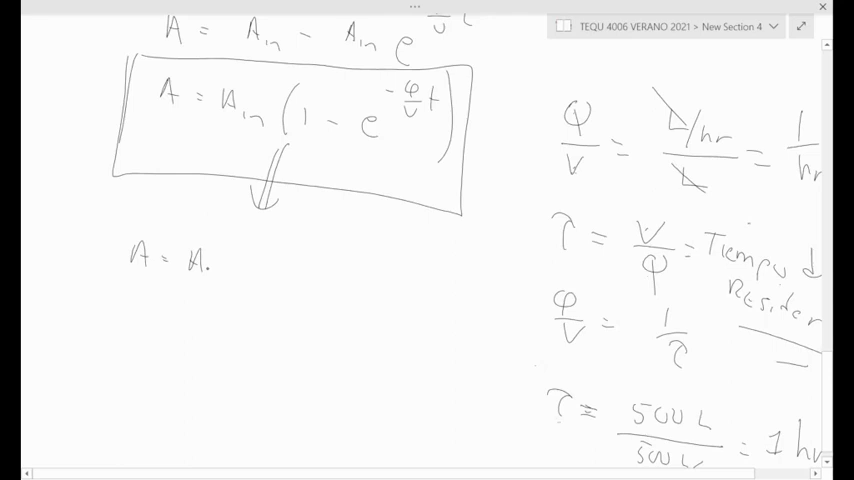 TEQU 4006 VERANO 2021 > New Section 4
A = A_in - A_in e
A = A_in (1 - e^{-φ/V t})
A = A.
φ/V = L/hr / L = 1/hr
τ = V/φ = Tiempo d
Residen
φ/V = 1/τ
τ = 500 L / 500 L/ = 1 hr